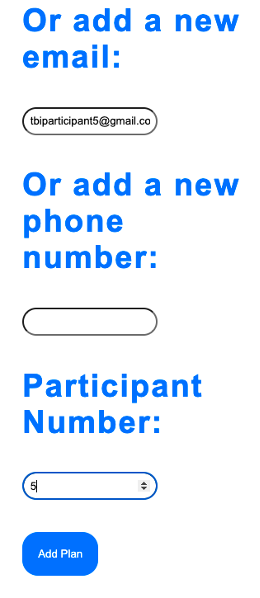 Or add a new
email:
tbiparticipant5@gmail.co
Or add a new
phone
number:
Participant
Number:
5
Add Plan